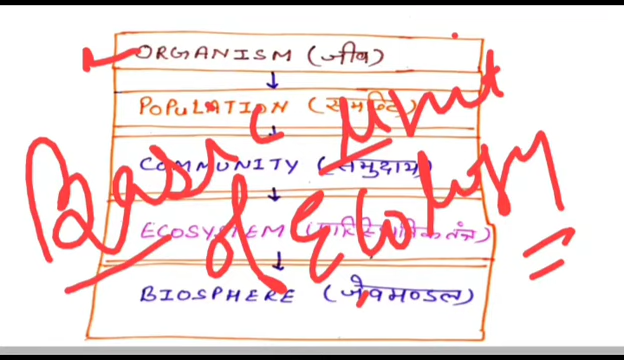 ORGANISM (जीव)
POPULATION (समष्टि)
COMMUNITY (समुदाय)
ECOSYSTEM (पारिस्थितिक तंत्र)
BIOSPHERE (जैवमण्डल)
Basic unit
of Ecology